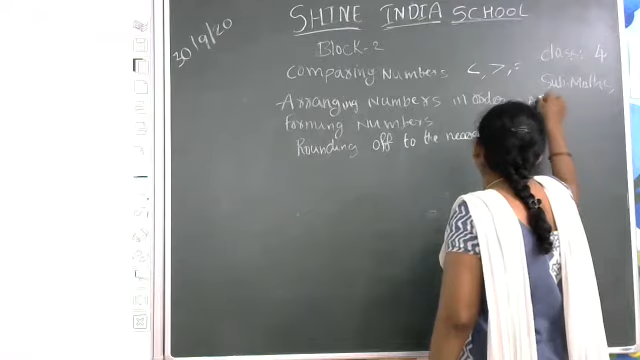 30/9/20
SHINE INDIA SCHOOL
Block-2
class: 4
Comparing Numbers <, >, =
Sub: Maths
Arranging Numbers in order
forming Numbers
Rounding off to the